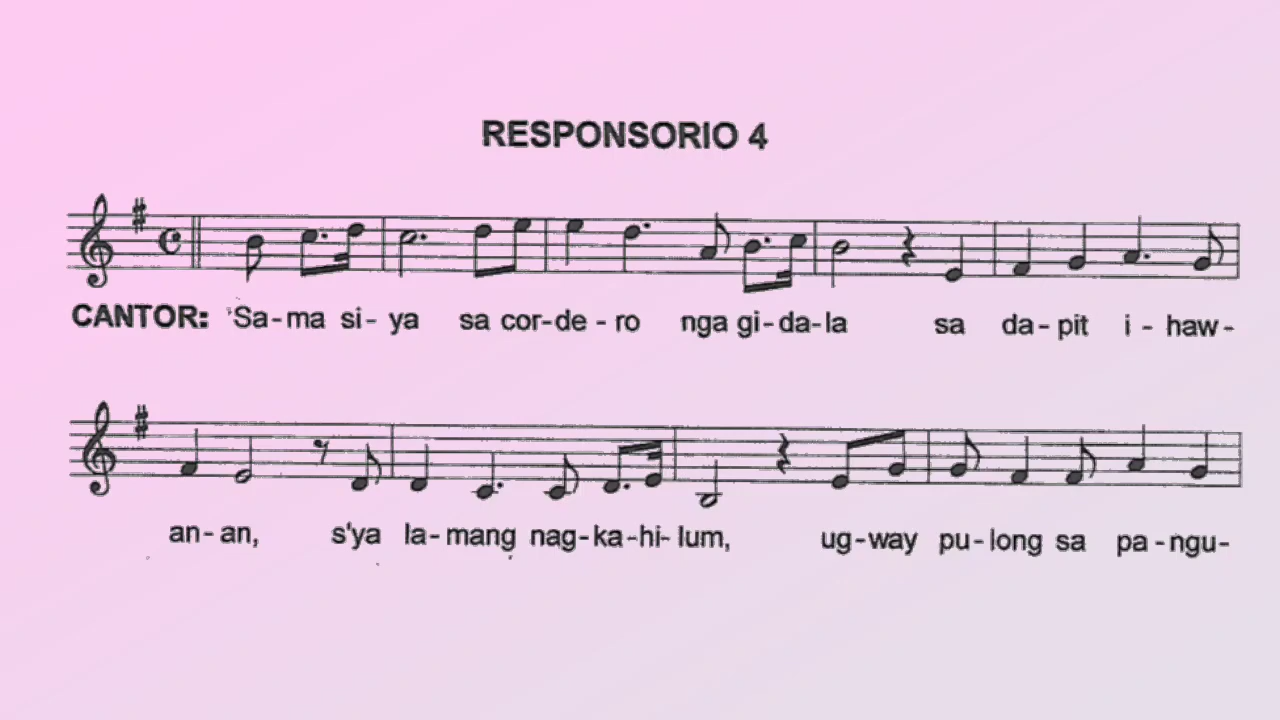 RESPONSORIO 4
CANTOR: Sa-ma si-ya sa cor-de-ro nga gi-da-la sa da-pit i-haw-
an-an, s'ya la-mang nag-ka-hi-lum, ug-way pu-long sa pa-ngu-